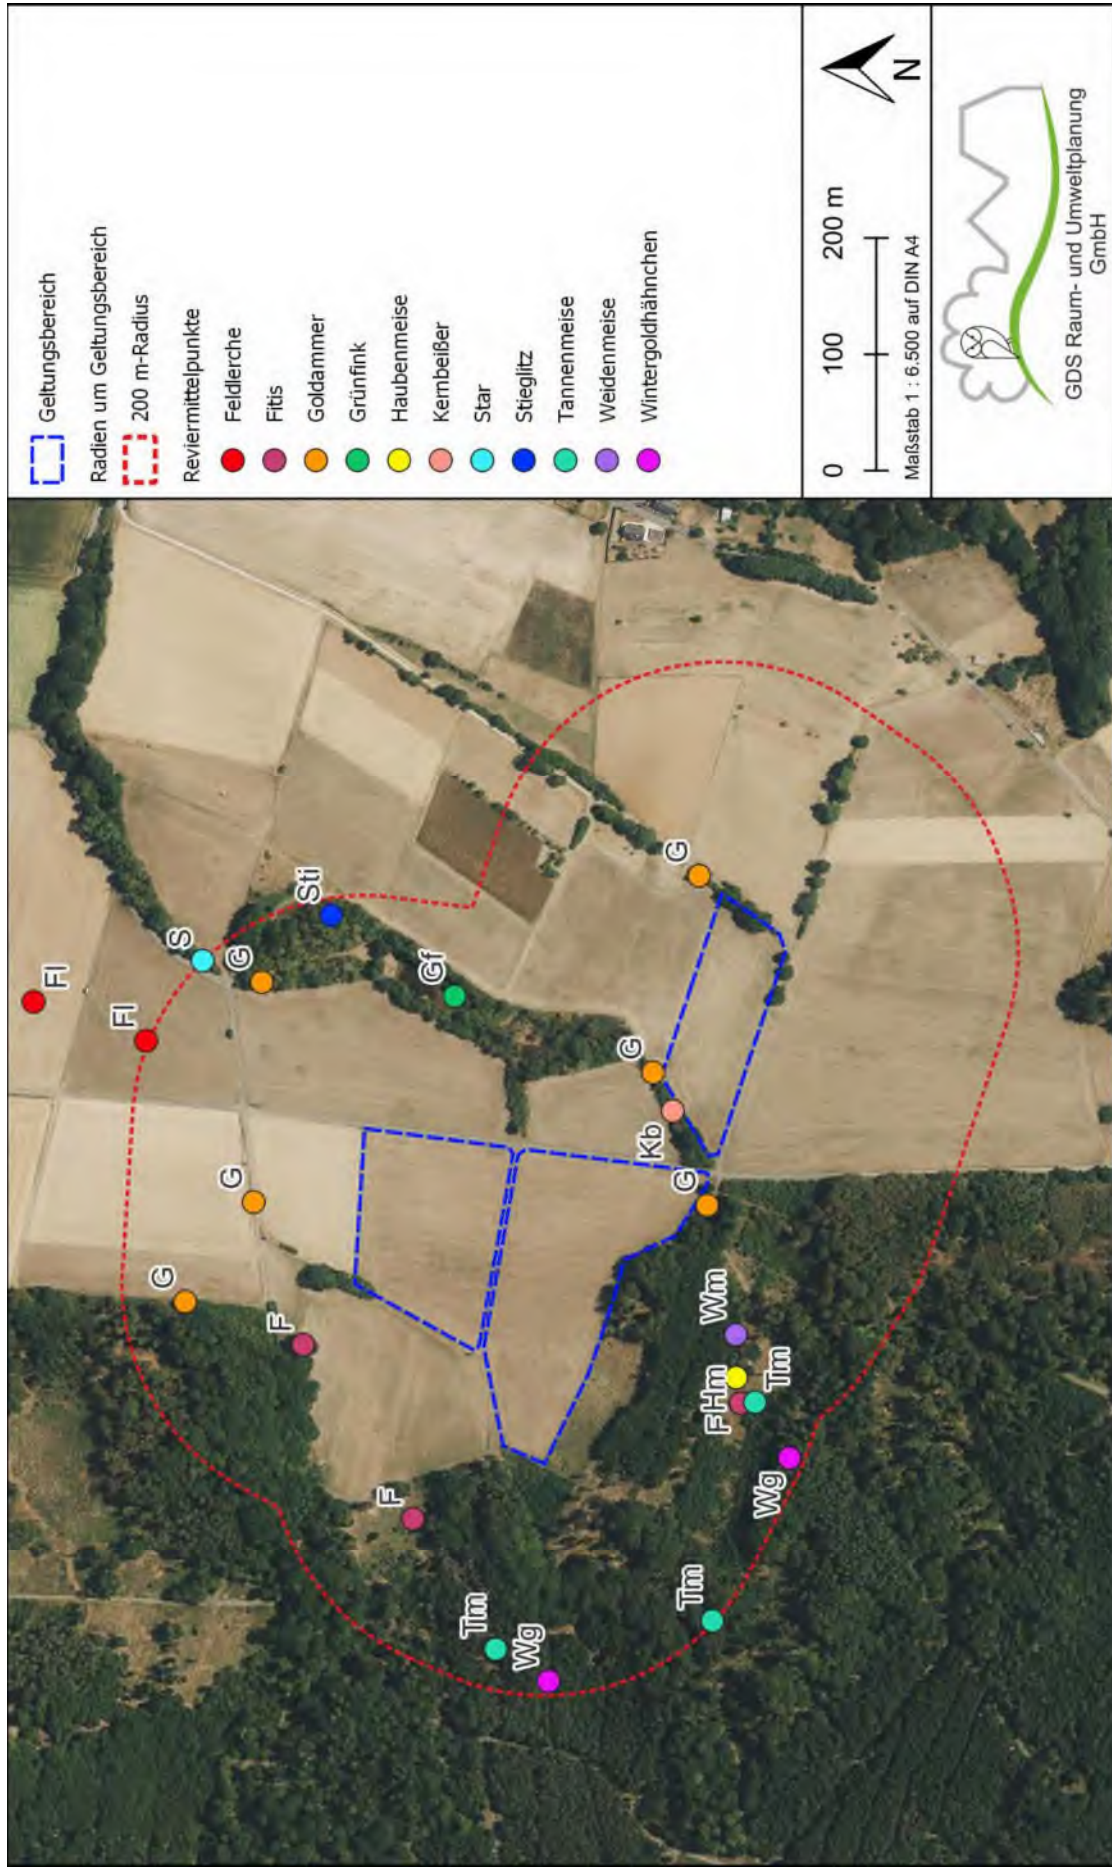 Geltungsbereich
Radien um Geltungsbereich
200 m-Radius
Reviermittelpunkte
Feldlerche
Fitis
Goldammer
Grünfink
Haubenmeise
Kernbeißer
Star
Stieglitz
Tannenmeise
Weidenmeise
Wintergoldhähnchen
0 100 200 m
Maßstab 1 : 6.500 auf DIN A4
N
GDS Raum- und Umweltplanung
GmbH
Fl
Fl
S
G
Sti
Gf
G
G
G
Kb
G
G
F
F
Wm
Hm
F
Tm
Wg
Tm
Tm
Wg